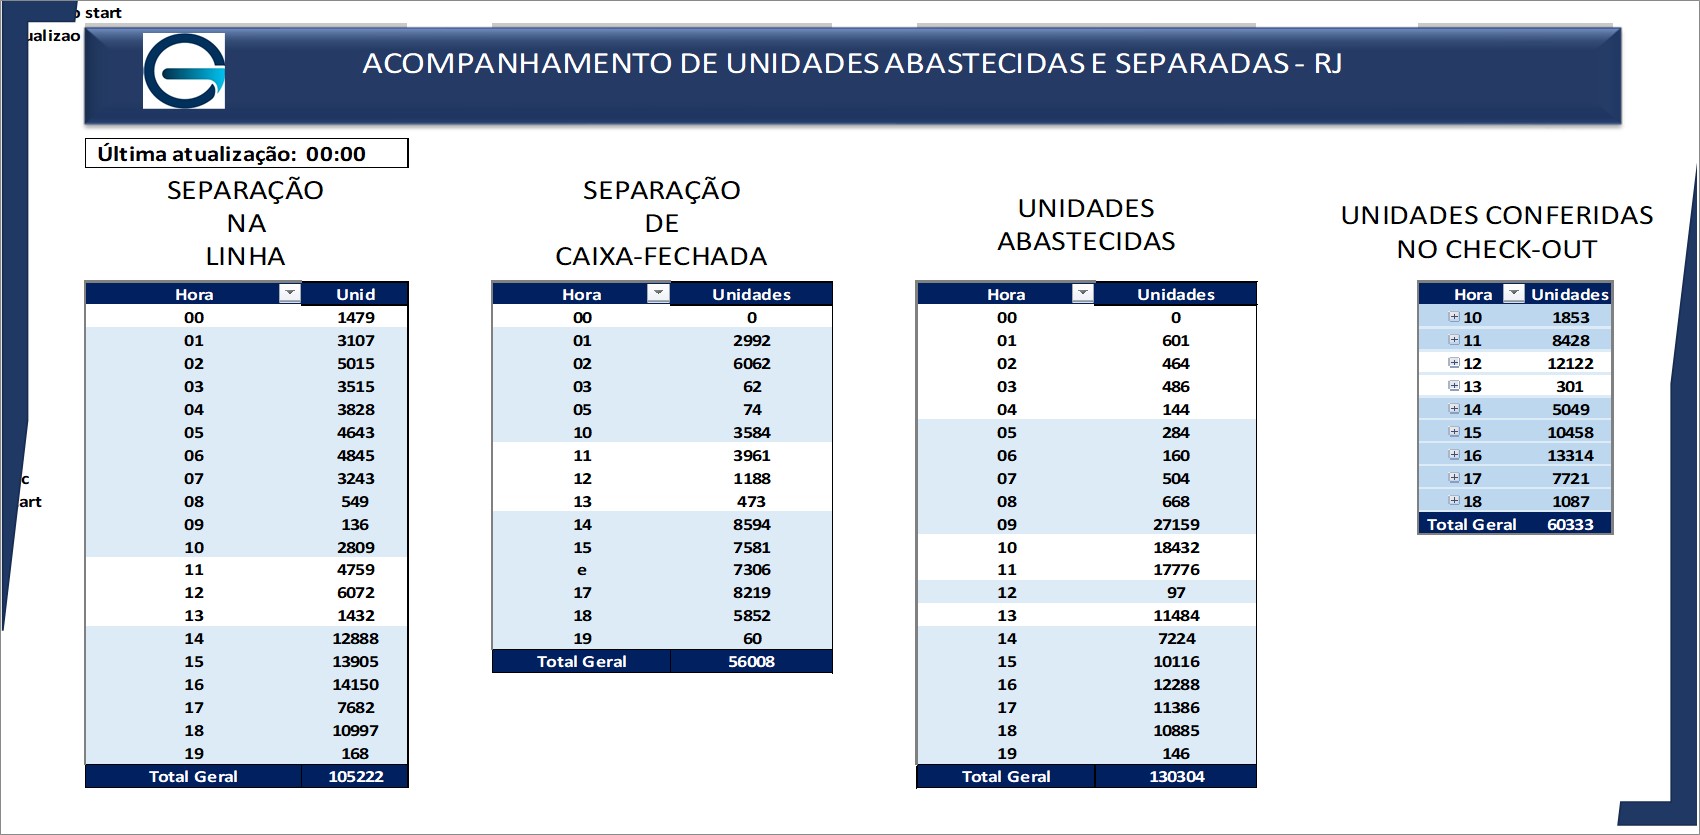 start
ualizao
ACOMPANHAMENTO DE UNIDADES ABASTECIDAS E SEPARADAS - RJ
Última atualização: 00:00
SEPARAÇÃO
NA
LINHA
Hora Unid
00 1479
01 3107
02 5015
03 3515
04 3828
05 4643
06 4845
07 3243
08 549
09 136
10 2809
11 4759
12 6072
13 1432
14 12888
15 13905
16 14150
17 7682
18 10997
19 168
Total Geral 105222
SEPARAÇÃO
DE
CAIXA-FECHADA
Hora Unidades
00 0
01 2992
02 6062
03 62
05 74
10 3584
11 3961
12 1188
13 473
14 8594
15 7581
e 7306
17 8219
18 5852
19 60
Total Geral 56008
UNIDADES
ABASTECIDAS
Hora Unidades
00 0
01 601
02 464
03 486
04 144
05 284
06 160
07 504
08 668
09 27159
10 18432
11 17776
12 97
13 11484
14 7224
15 10116
16 12288
17 11386
18 10885
19 146
Total Geral 130304
UNIDADES CONFERIDAS
NO CHECK-OUT
Hora Unidades
10 1853
11 8428
12 12122
13 301
14 5049
15 10458
16 13314
17 7721
18 1087
Total Geral 60333
c
art